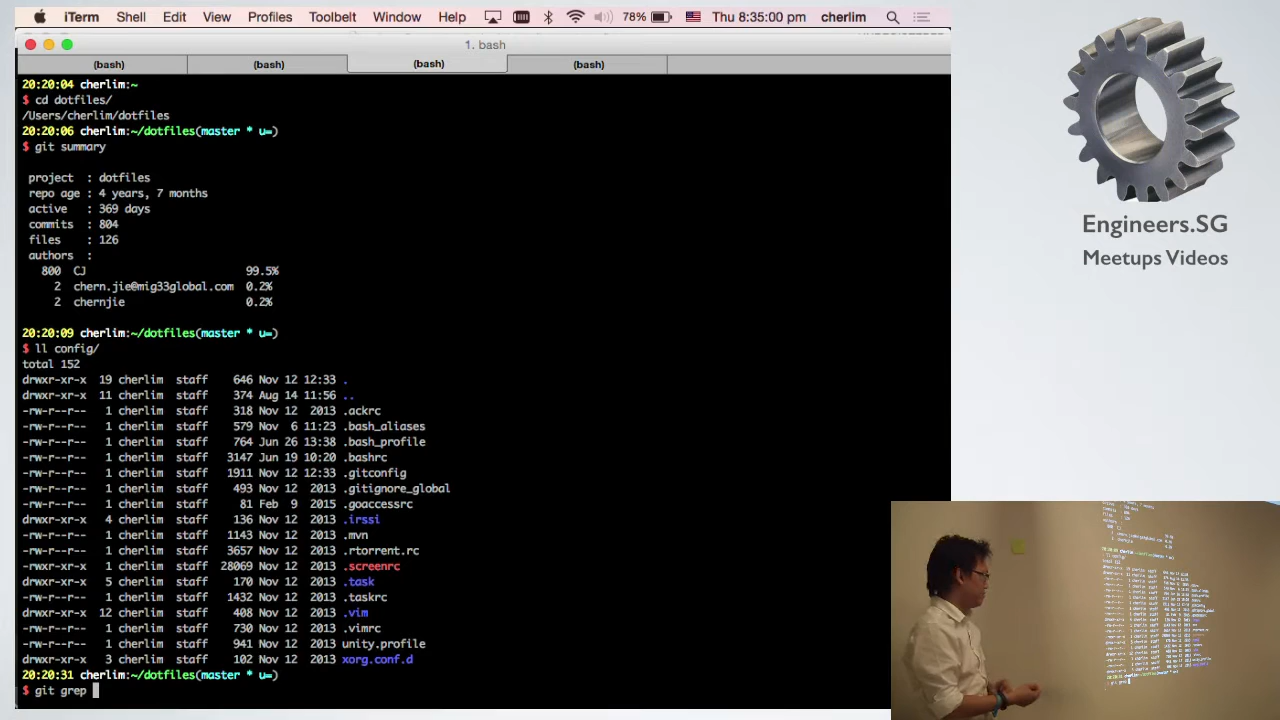 iTerm Shell Edit View Profiles Toolbelt Window Help 78% Thu 8:35:00 pm cherlim
1. bash
(bash) (bash) (bash) (bash)
20:20:04 cherlim:~
$ cd dotfiles/
/Users/cherlim/dotfiles
20:20:06 cherlim:~/dotfiles(master * u=)
$ git summary
project : dotfiles
repo age : 4 years, 7 months
active : 369 days
commits : 804
files : 126
authors :
800 CJ 99.5%
2 chern.jie@mig33global.com 0.2%
2 chernjie 0.2%
20:20:09 cherlim:~/dotfiles(master * u=)
$ ll config/
total 152
drwxr-xr-x 19 cherlim staff 646 Nov 12 12:33 .
drwxr-xr-x 11 cherlim staff 374 Aug 14 11:56 ..
-rw-r--r-- 1 cherlim staff 318 Nov 12 2013 .ackrc
-rw-r--r-- 1 cherlim staff 579 Nov 6 11:23 .bash_aliases
-rw-r--r-- 1 cherlim staff 764 Jun 26 13:38 .bash_profile
-rw-r--r-- 1 cherlim staff 3147 Jun 19 10:20 .bashrc
-rw-r--r-- 1 cherlim staff 1911 Nov 12 12:33 .gitconfig
-rw-r--r-- 1 cherlim staff 493 Nov 12 2013 .gitignore_global
-rw-r--r-- 1 cherlim staff 81 Feb 9 2015 .goaccessrc
drwxr-xr-x 4 cherlim staff 136 Nov 12 2013 .irssi
-rw-r--r-- 1 cherlim staff 1143 Nov 12 2013 .mvn
-rw-r--r-- 1 cherlim staff 3657 Nov 12 2013 .rtorrent.rc
-rw-r--r-- 1 cherlim staff 28069 Nov 12 2013 .screenrc
drwxr-xr-x 5 cherlim staff 170 Nov 12 2013 .task
-rw-r--r-- 1 cherlim staff 1432 Nov 12 2013 .taskrc
drwxr-xr-x 12 cherlim staff 408 Nov 12 2013 .vim
-rw-r--r-- 1 cherlim staff 730 Nov 12 2013 .vimrc
-rw-r--r-- 1 cherlim staff 941 Nov 12 2013 unity.profile
drwxr-xr-x 3 cherlim staff 102 Nov 12 2013 xorg.conf.d
20:20:31 cherlim:~/dotfiles(master * u=)
$ git grep
Engineers.SG
Meetups Videos